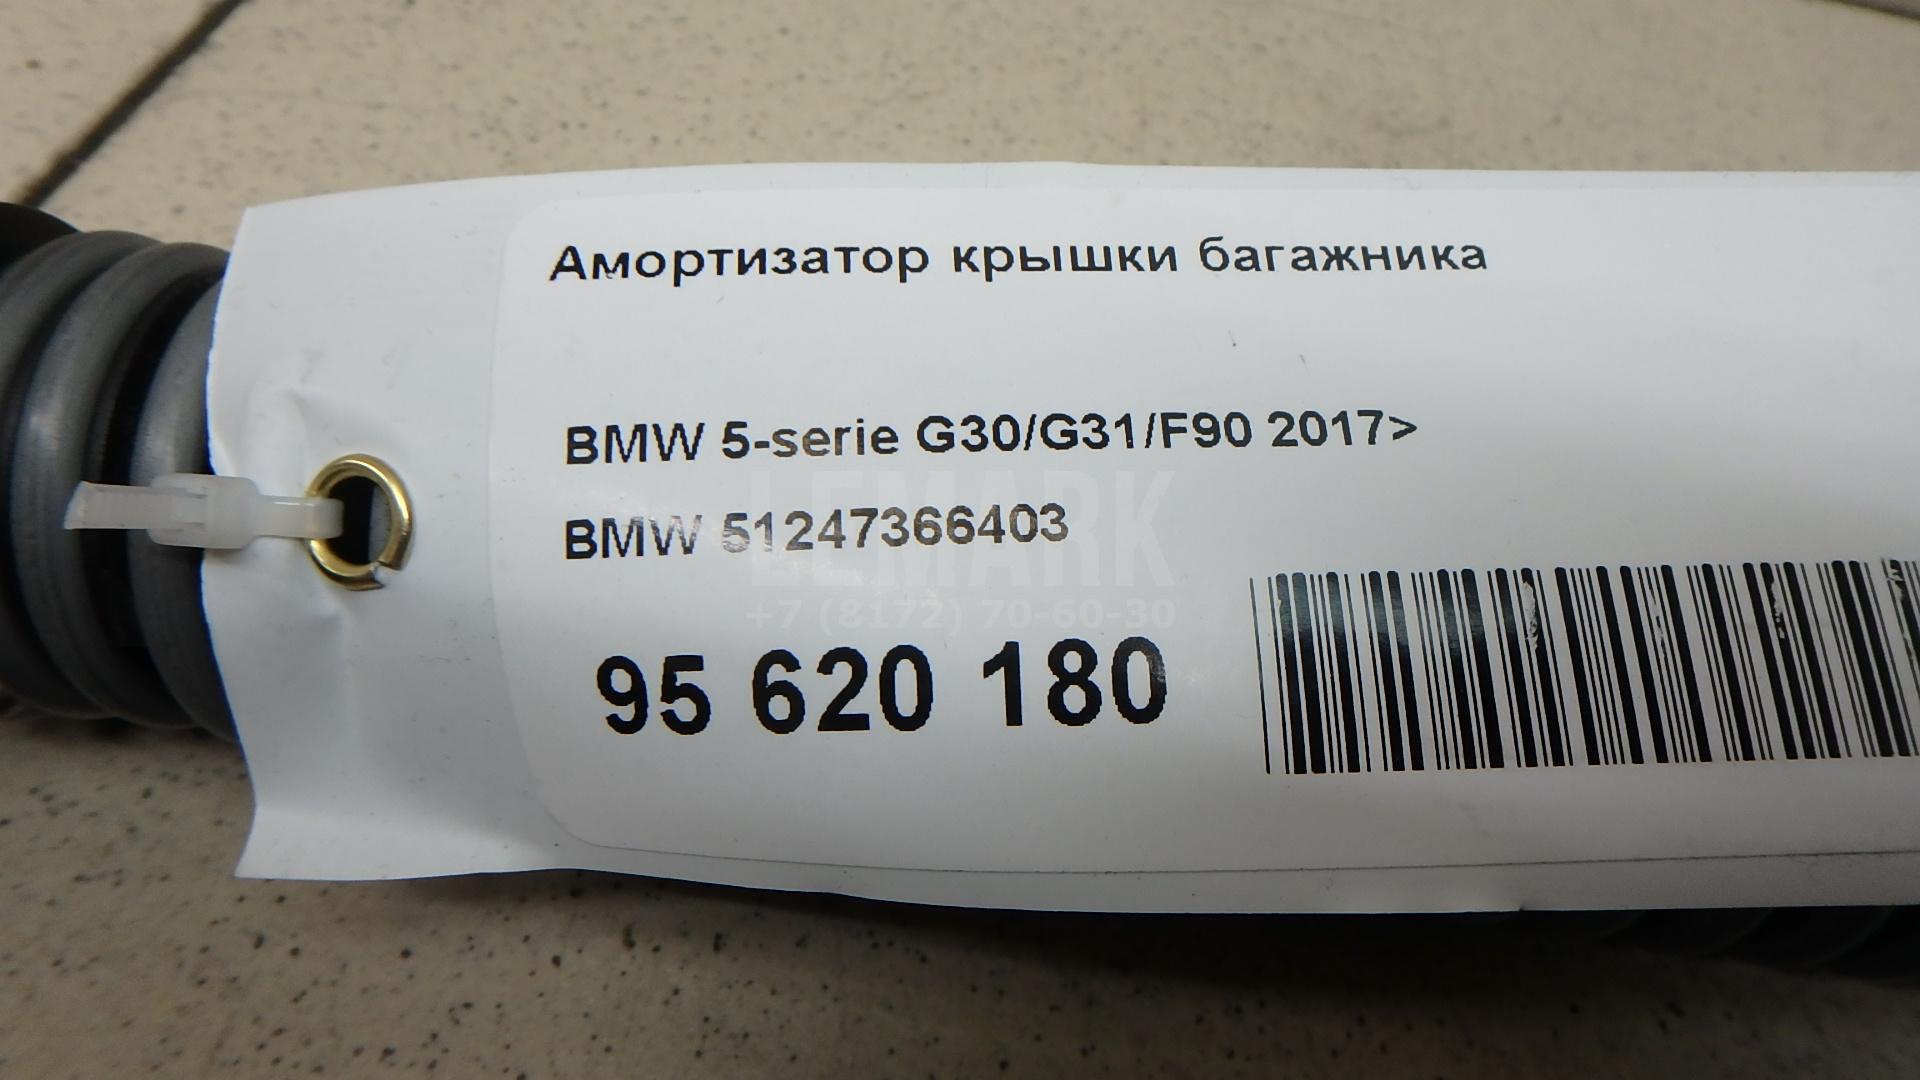 Амортизатор крышки багажника
BMW 5-serie G30/G31/F90 2017>
BMW 51247366403
LEMARK
+7 (8172) 70-60-30
95 620 180